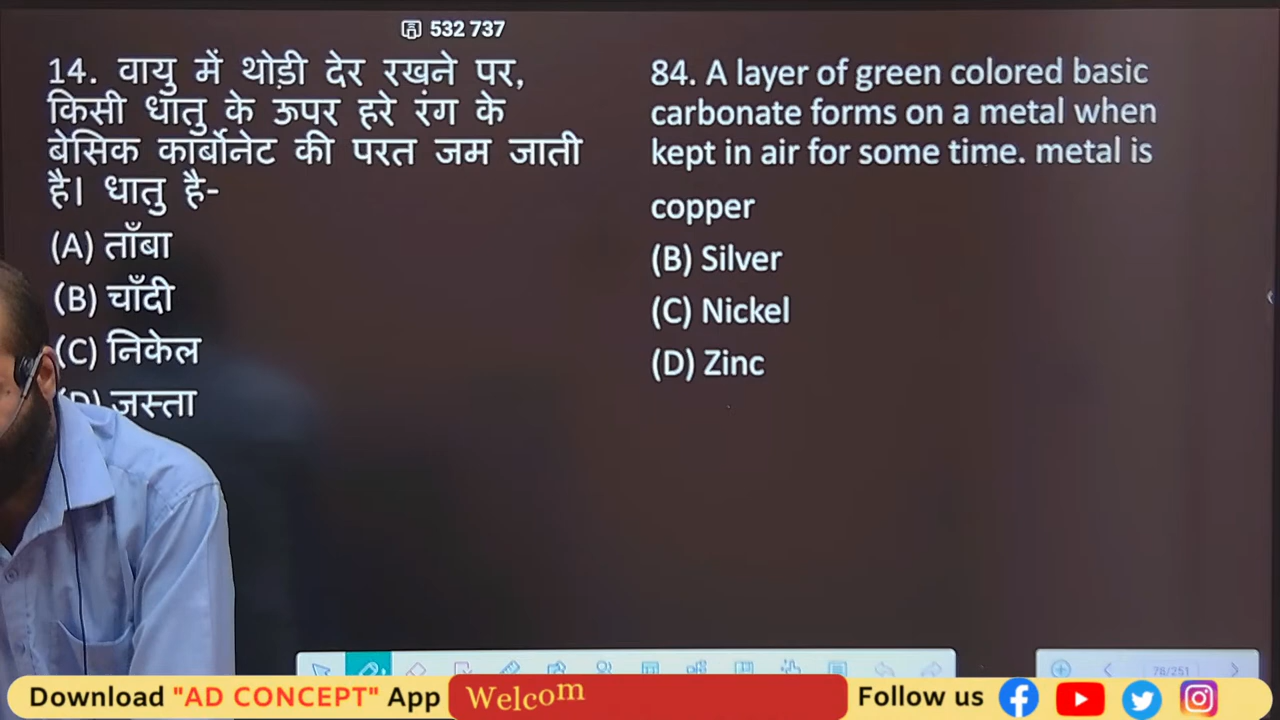 532 737
14. वायु में थोड़ी देर रखने पर,
किसी धातु के ऊपर हरे रंग के
बेसिक कार्बोनेट की परत जम जाती
है। धातु है-
(A) ताँबा
(B) चाँदी
(C) निकेल
(D) जस्ता
84. A layer of green colored basic
carbonate forms on a metal when
kept in air for some time. metal is
copper
(B) Silver
(C) Nickel
(D) Zinc
78/251
Download "AD CONCEPT" App
Welcom
Follow us